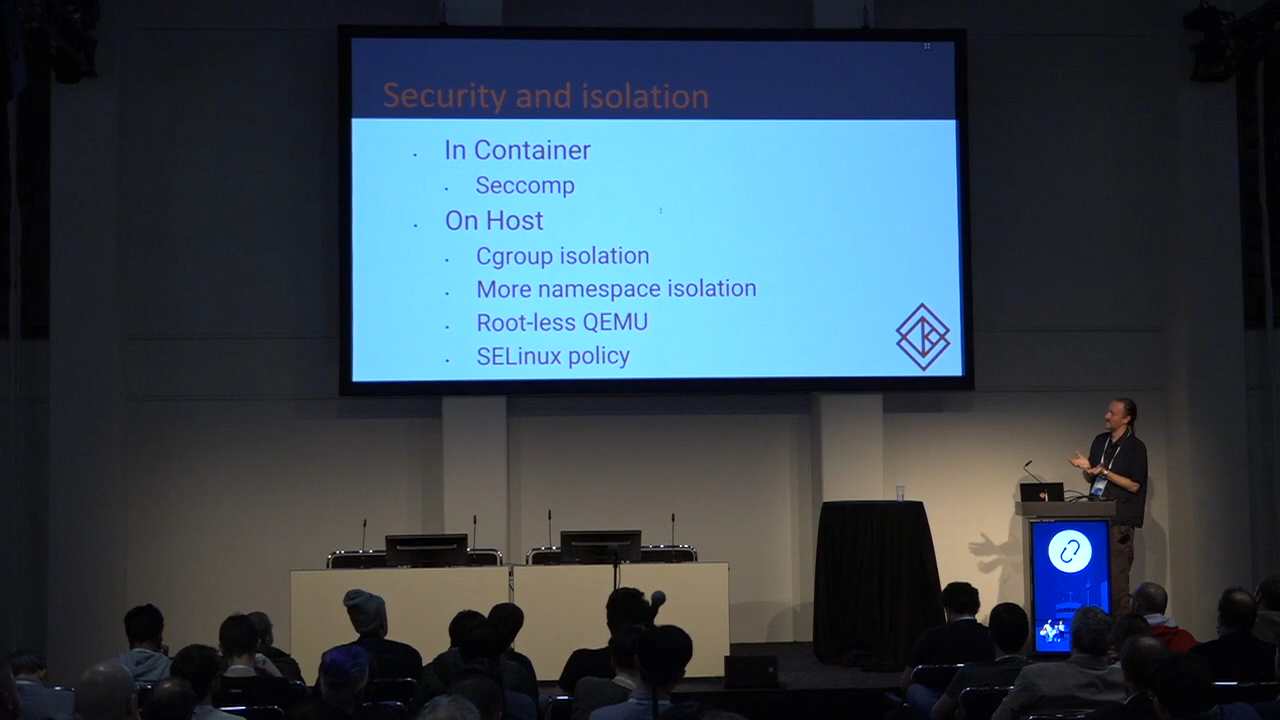 Security and isolation
In Container
Seccomp
On Host
Cgroup isolation
More namespace isolation
Root-less QEMU
SELinux policy